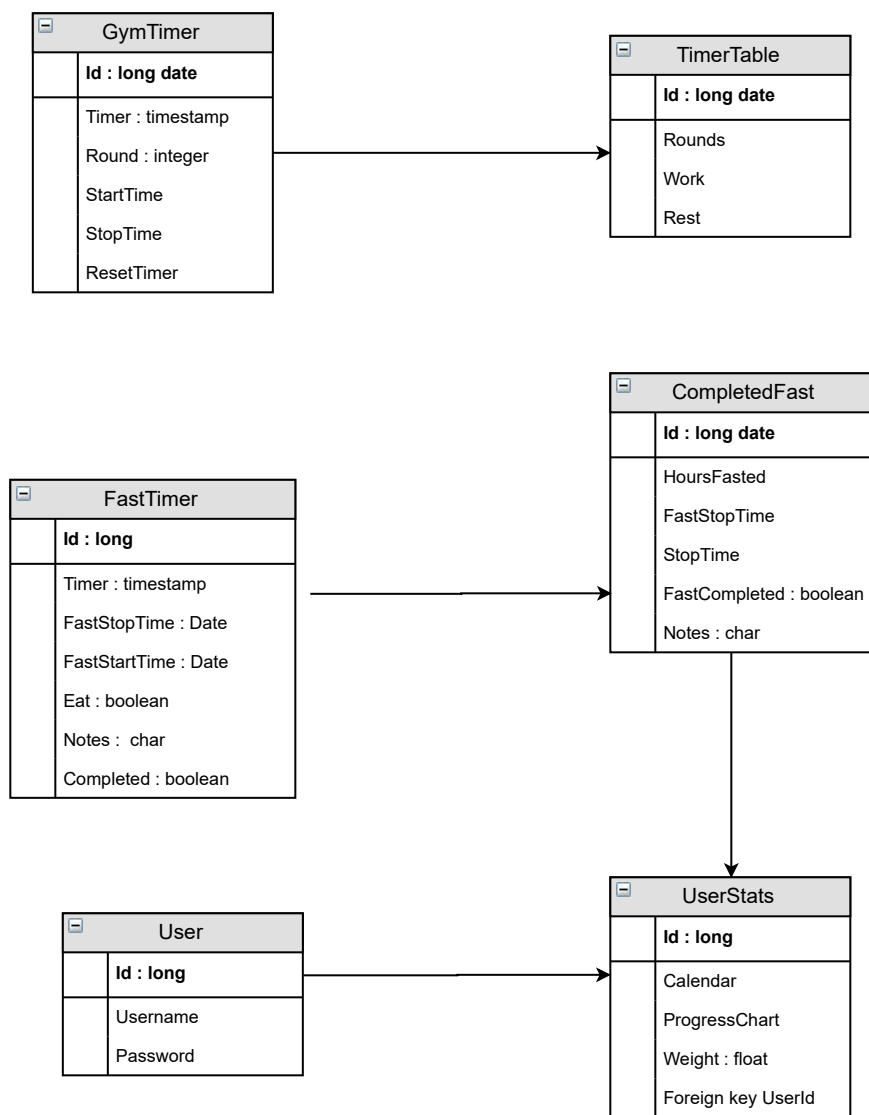 GymTimer
Id : long date
Timer : timestamp
Round : integer
StartTime
StopTime
ResetTimer
TimerTable
Id : long date
Rounds
Work
Rest
CompletedFast
Id : long date
HoursFasted
FastStopTime
StopTime
FastCompleted : boolean
Notes : char
FastTimer
Id : long
Timer : timestamp
FastStopTime : Date
FastStartTime : Date
Eat : boolean
Notes :  char
Completed : boolean
User
Id : long
Username
Password
UserStats
Id : long
Calendar
ProgressChart
Weight : float
Foreign key UserId